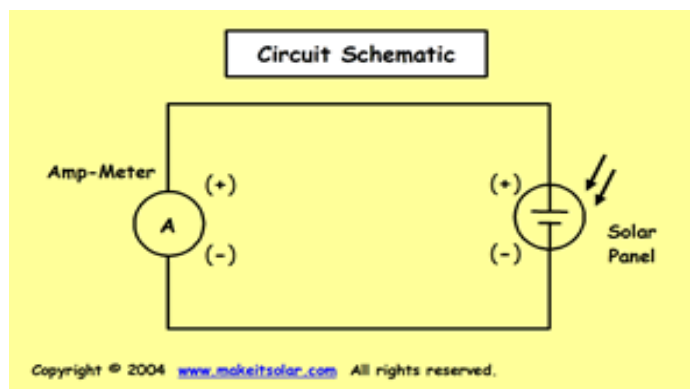 Circuit Schematic
Amp-Meter
(+)
(+)
A
(-)
(-)
Solar
Panel
Copyright © 2004 www.makeitsolar.com All rights reserved.